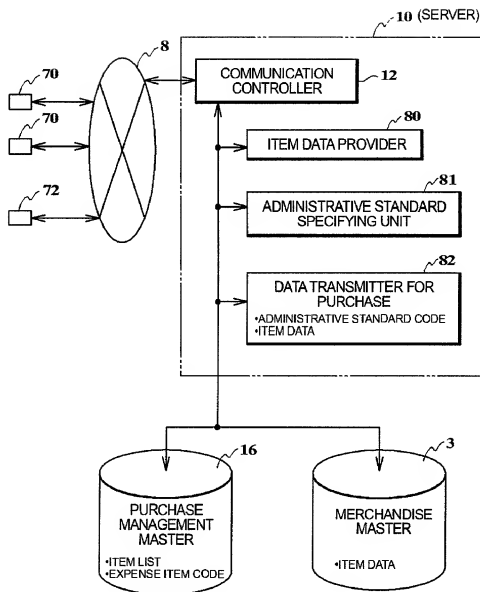 10 (SERVER)
8
COMMUNICATION
CONTROLLER
12
70
70
72
80
ITEM DATA PROVIDER
81
ADMINISTRATIVE STANDARD
SPECIFYING UNIT
82
DATA TRANSMITTER FOR
PURCHASE
•ADMINISTRATIVE STANDARD CODE
•ITEM DATA
16
PURCHASE
MANAGEMENT
MASTER
•ITEM LIST
•EXPENSE ITEM CODE
3
MERCHANDISE
MASTER
•ITEM DATA